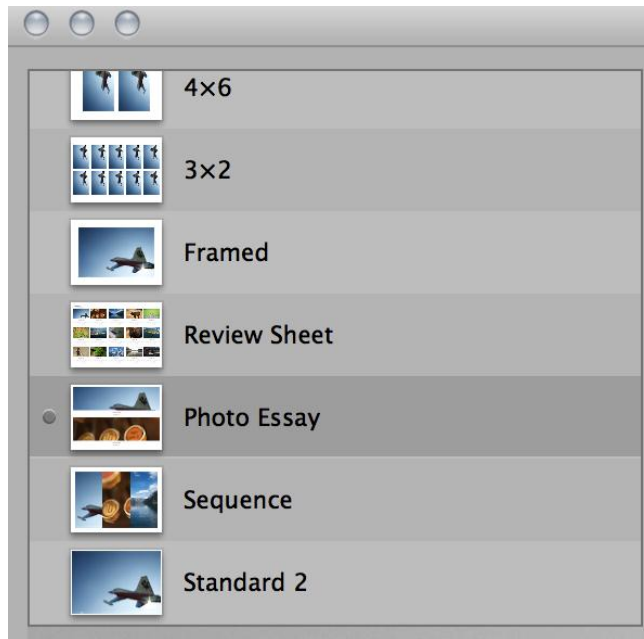 4×6
3×2
Framed
Review Sheet
Photo Essay
Sequence
Standard 2